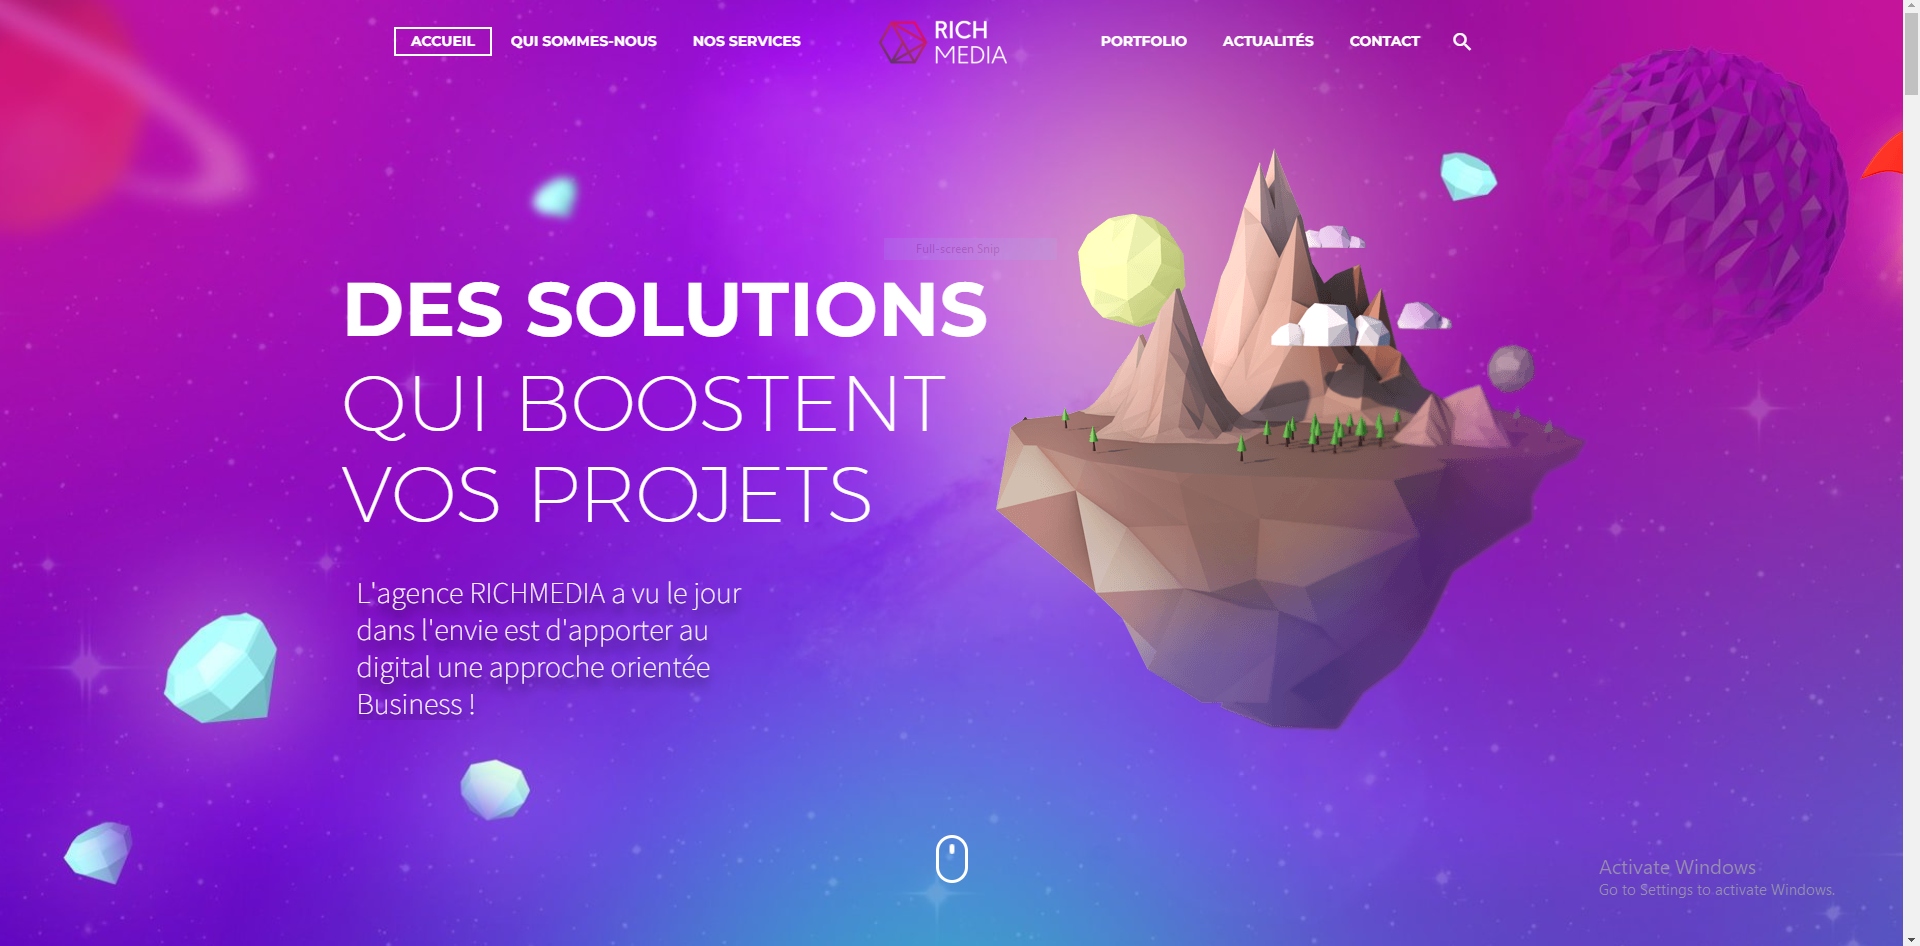 ACCUEIL QUI SOMMES-NOUS NOS SERVICES RICH MEDIA PORTFOLIO ACTUALITÉS CONTACT
Full-screen Snip
DES SOLUTIONS
QUI BOOSTENT
VOS PROJETS
L'agence RICHMEDIA a vu le jour
dans l'envie est d'apporter au
digital une approche orientée
Business !
Activate Windows
Go to Settings to activate Windows.